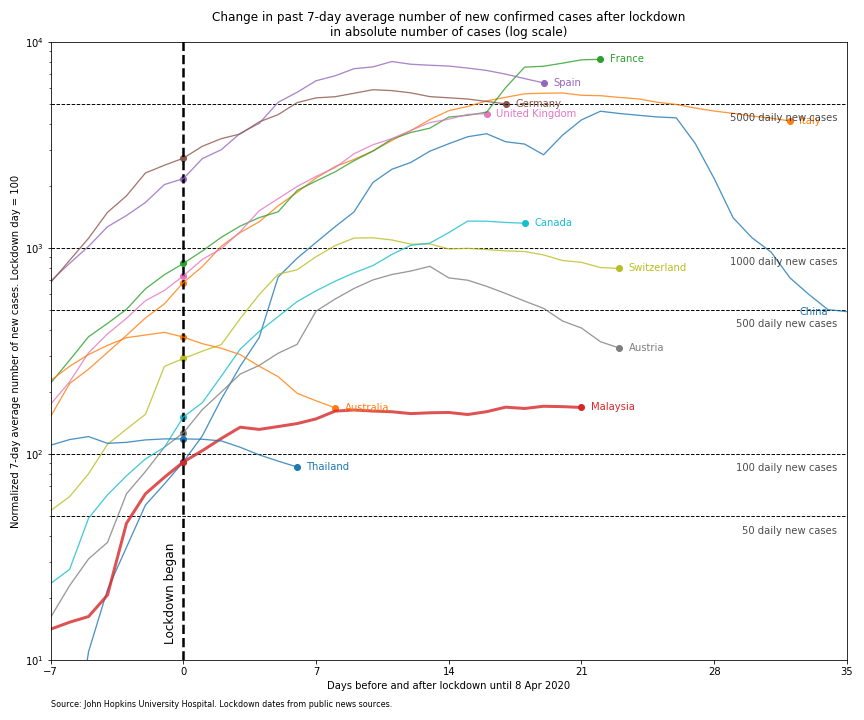 Change in past 7-day average number of new confirmed cases after lockdown
in absolute number of cases (log scale)
Normalized 7-day average number of new cases. Lockdown day = 100
10⁴
10³
10²
10¹
France
Spain
Germany
United Kingdom
5000 daily new cases
Italy
Canada
1000 daily new cases
Switzerland
China
500 daily new cases
Austria
Australia
Malaysia
Thailand
100 daily new cases
50 daily new cases
Lockdown began
−7
0
7
14
21
28
35
Days before and after lockdown until 8 Apr 2020
Source: John Hopkins University Hospital. Lockdown dates from public news sources.